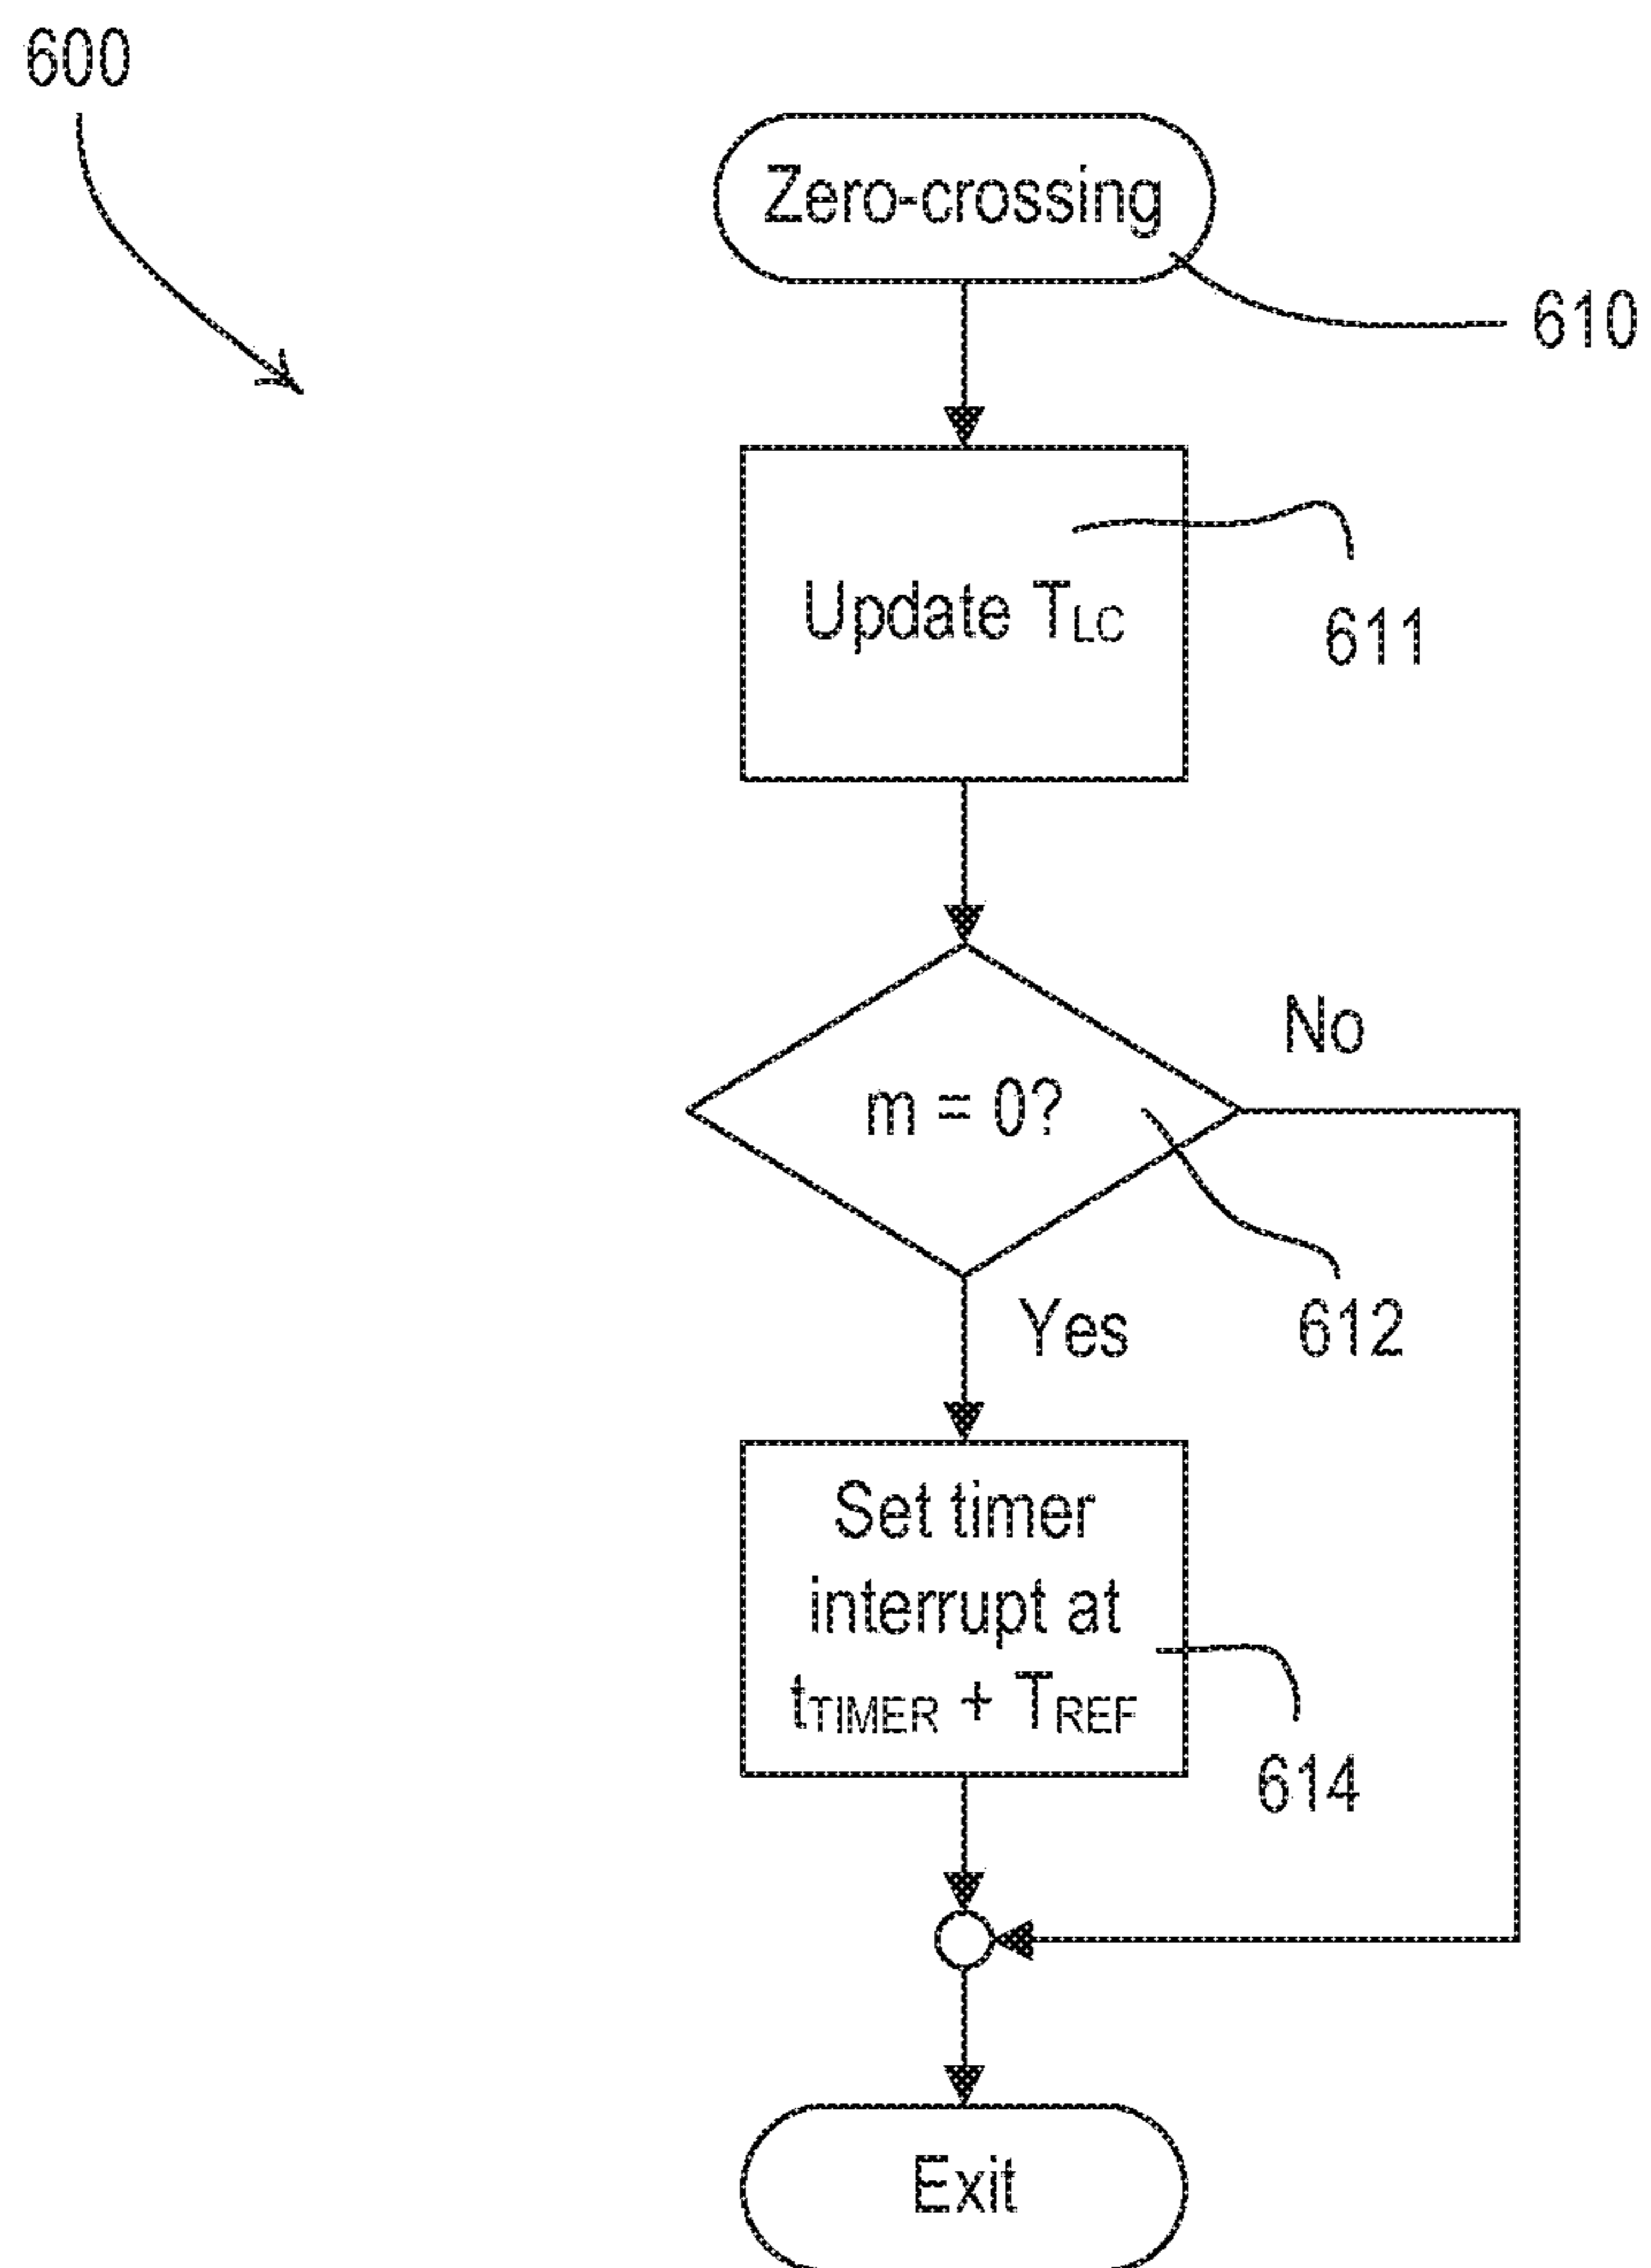 600
Zero-crossing
610
Update TLC
611
No
m = 0?
Yes
612
Set timer
interrupt at
tTIMER + TREF
614
Exit